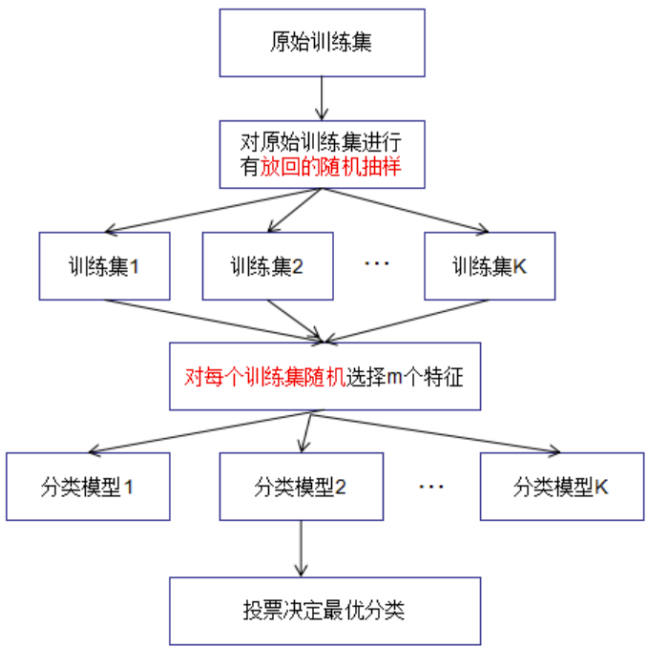 原始训练集
对原始训练集进行
有放回的随机抽样
训练集1
训练集2
…
训练集K
对每个训练集随机选择m个特征
分类模型1
分类模型2
…
分类模型K
投票决定最优分类